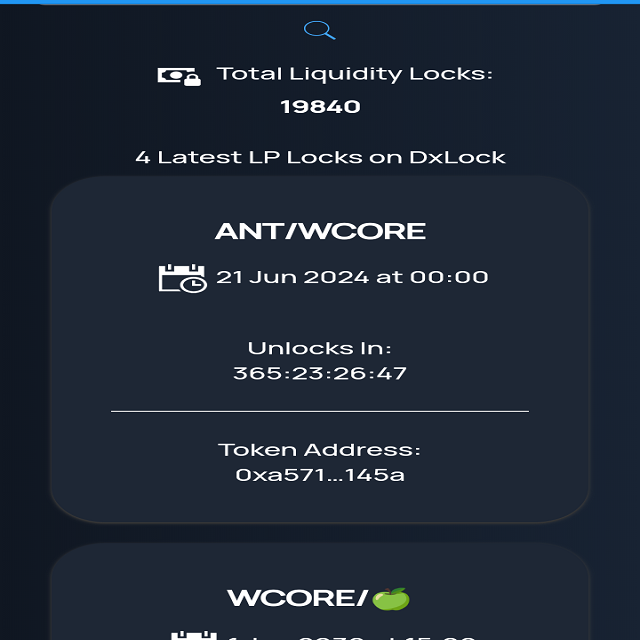 Total Liquidity Locks:
19840
4 Latest LP Locks on DxLock
ANT/WCORE
21 Jun 2024 at 00:00
Unlocks In:
365:23:26:47
Token Address:
0xa571...145a
WCORE/🍏